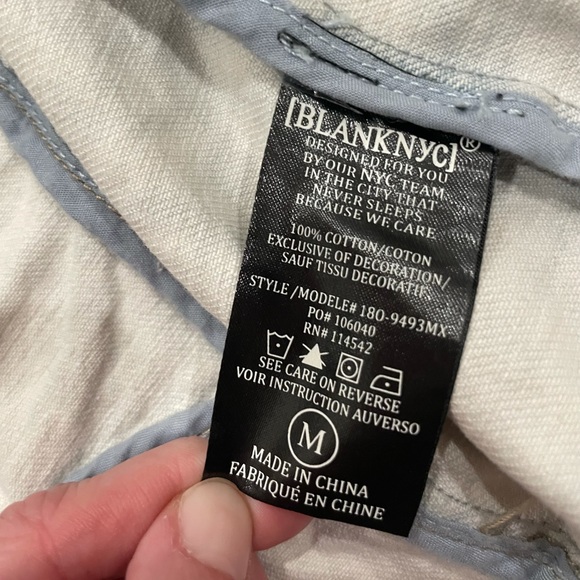 [BLANKNYC]®
DESIGNED FOR YOU
BY OUR NYC TEAM
IN THE CITY THAT
NEVER SLEEPS
BECAUSE WE CARE
100% COTTON/COTON
EXCLUSIVE OF DECORATION/
SAUF TISSU DECORATIF.
STYLE /MODELE# 180-9493MX
PO# 106040
RN# 114542
SEE CARE ON REVERSE
VOIR INSTRUCTION AUVERSO
M
MADE IN CHINA
FABRIQUÉ EN CHINE